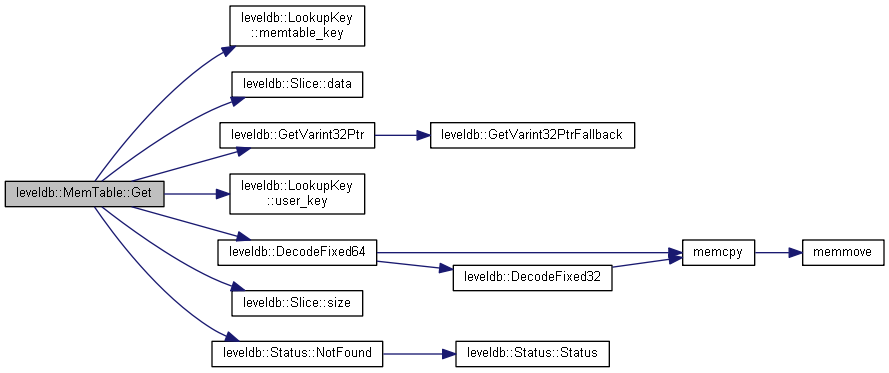 leveldb::LookupKey
::memtable_key
leveldb::Slice::data
leveldb::GetVarint32Ptr
leveldb::GetVarint32PtrFallback
leveldb::MemTable::Get
leveldb::LookupKey
::user_key
leveldb::DecodeFixed64
memcpy
memmove
leveldb::DecodeFixed32
leveldb::Slice::size
leveldb::Status::NotFound
leveldb::Status::Status